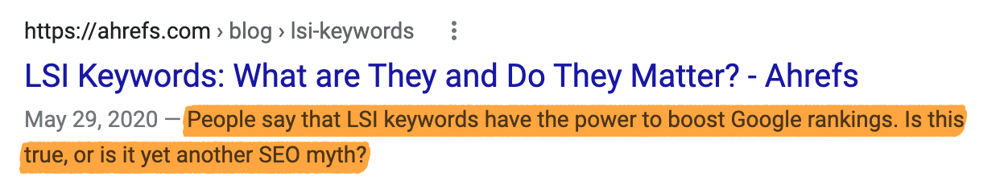 https://ahrefs.com › blog › lsi-keywords
LSI Keywords: What are They and Do They Matter? - Ahrefs
May 29, 2020 — People say that LSI keywords have the power to boost Google rankings. Is this
true, or is it yet another SEO myth?